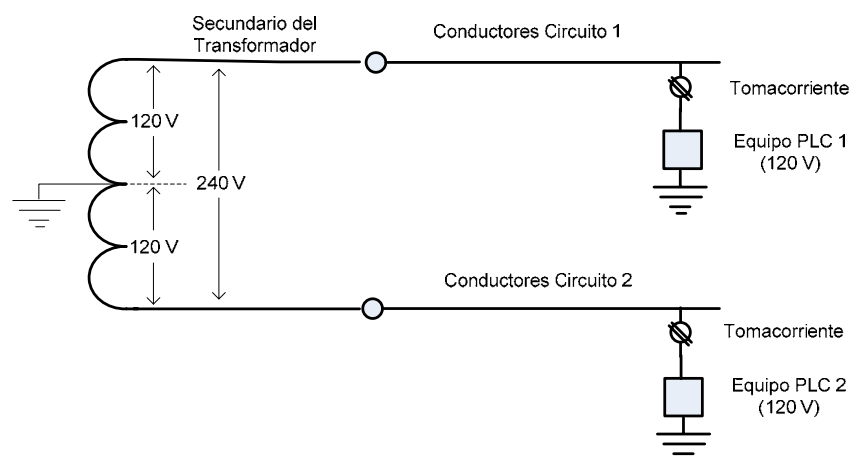 Secundario del
Transformador
Conductores Circuito 1
120 V
240 V
120 V
Tomacorriente
Equipo PLC 1
(120 V)
Conductores Circuito 2
Tomacorriente
Equipo PLC 2
(120 V)